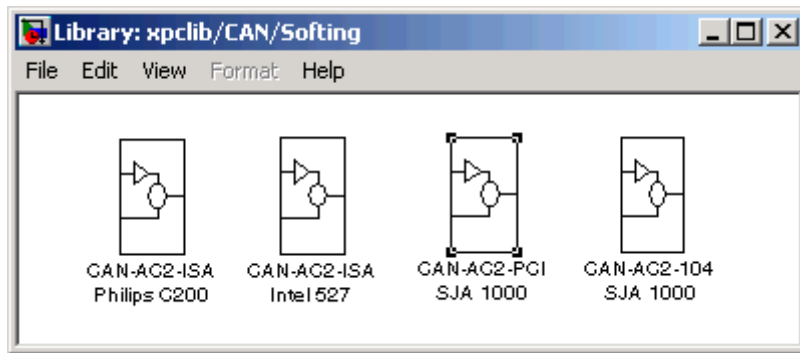 Library: xpclib/CAN/Softing
File Edit View Format Help
CAN-AC2-ISA CAN-AC2-ISA CAN-AC2-PCI CAN-AC2-104
Philips C200 Intel 527 SJA 1000 SJA 1000